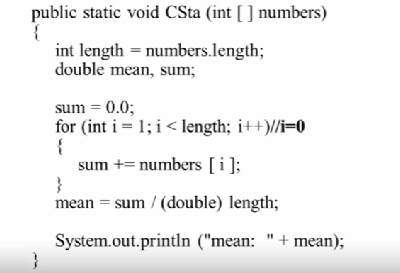 public static void CSta (int [ ] numbers)
{
int length = numbers.length;
double mean, sum;
sum = 0.0;
for (int i = 1; i < length; i++)//i=0
{
sum += numbers [ i ];
}
mean = sum / (double) length;
System.out.println ("mean:  " + mean);
}